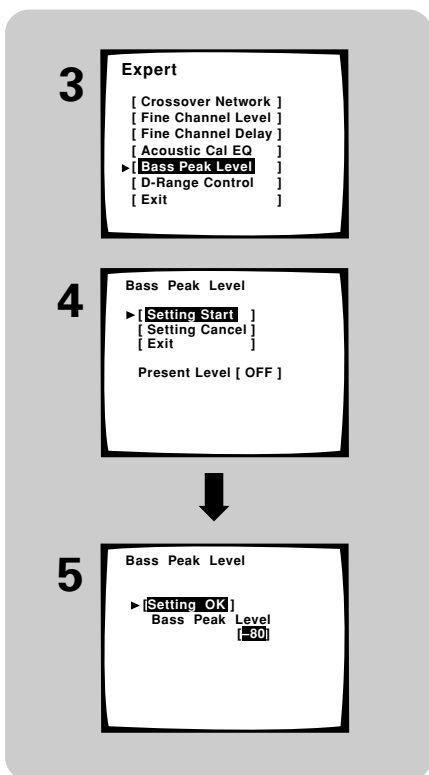 3
Expert
[ Crossover Network ]
[ Fine Channel Level ]
[ Fine Channel Delay ]
[ Acoustic Cal EQ ]
►[ Bass Peak Level ]
[ D-Range Control ]
[ Exit ]
4
Bass Peak Level
►[ Setting Start ]
[ Setting Cancel ]
[ Exit ]
Present Level [ OFF ]
5
Bass Peak Level
►[Setting OK]
Bass Peak Level
[–80]